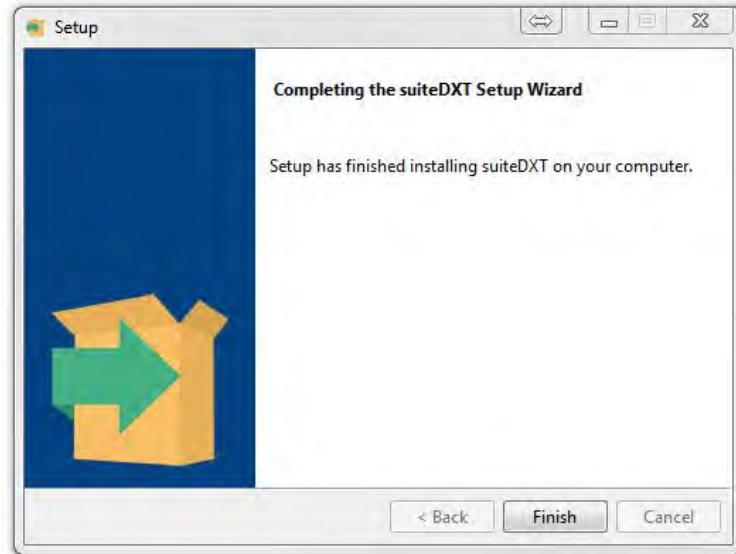 Setup
Completing the suiteDXT Setup Wizard
Setup has finished installing suiteDXT on your computer.
< Back
Finish
Cancel